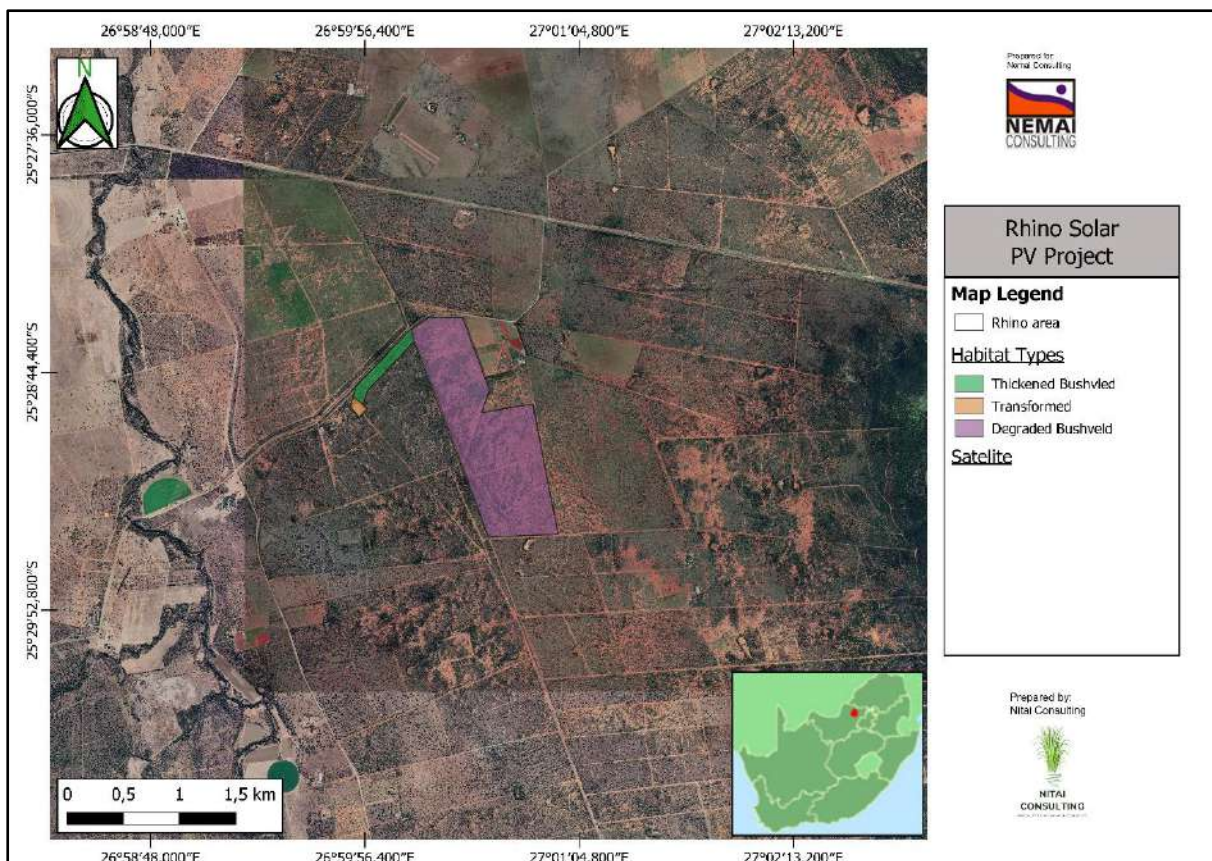 26°58'48,000"E 26°59'56,400"E 27°01'04,800"E 27°02'13,200"E
Prepared for:
Nemai Consulting
N
NEMAI
CONSULTING
25°27'36,000"S
Rhino Solar
PV Project
Map Legend
Rhino area
Habitat Types
25°28'44,400"S
Thickened Bushvled
Transformed
Degraded Bushveld
Satelite
25°29'52,800"S
Prepared by:
Nitai Consulting
0 0,5 1 1,5 km
NITAI
CONSULTING
26°58'48,000"E 26°59'56,400"E 27°01'04,800"E 27°02'13,200"E